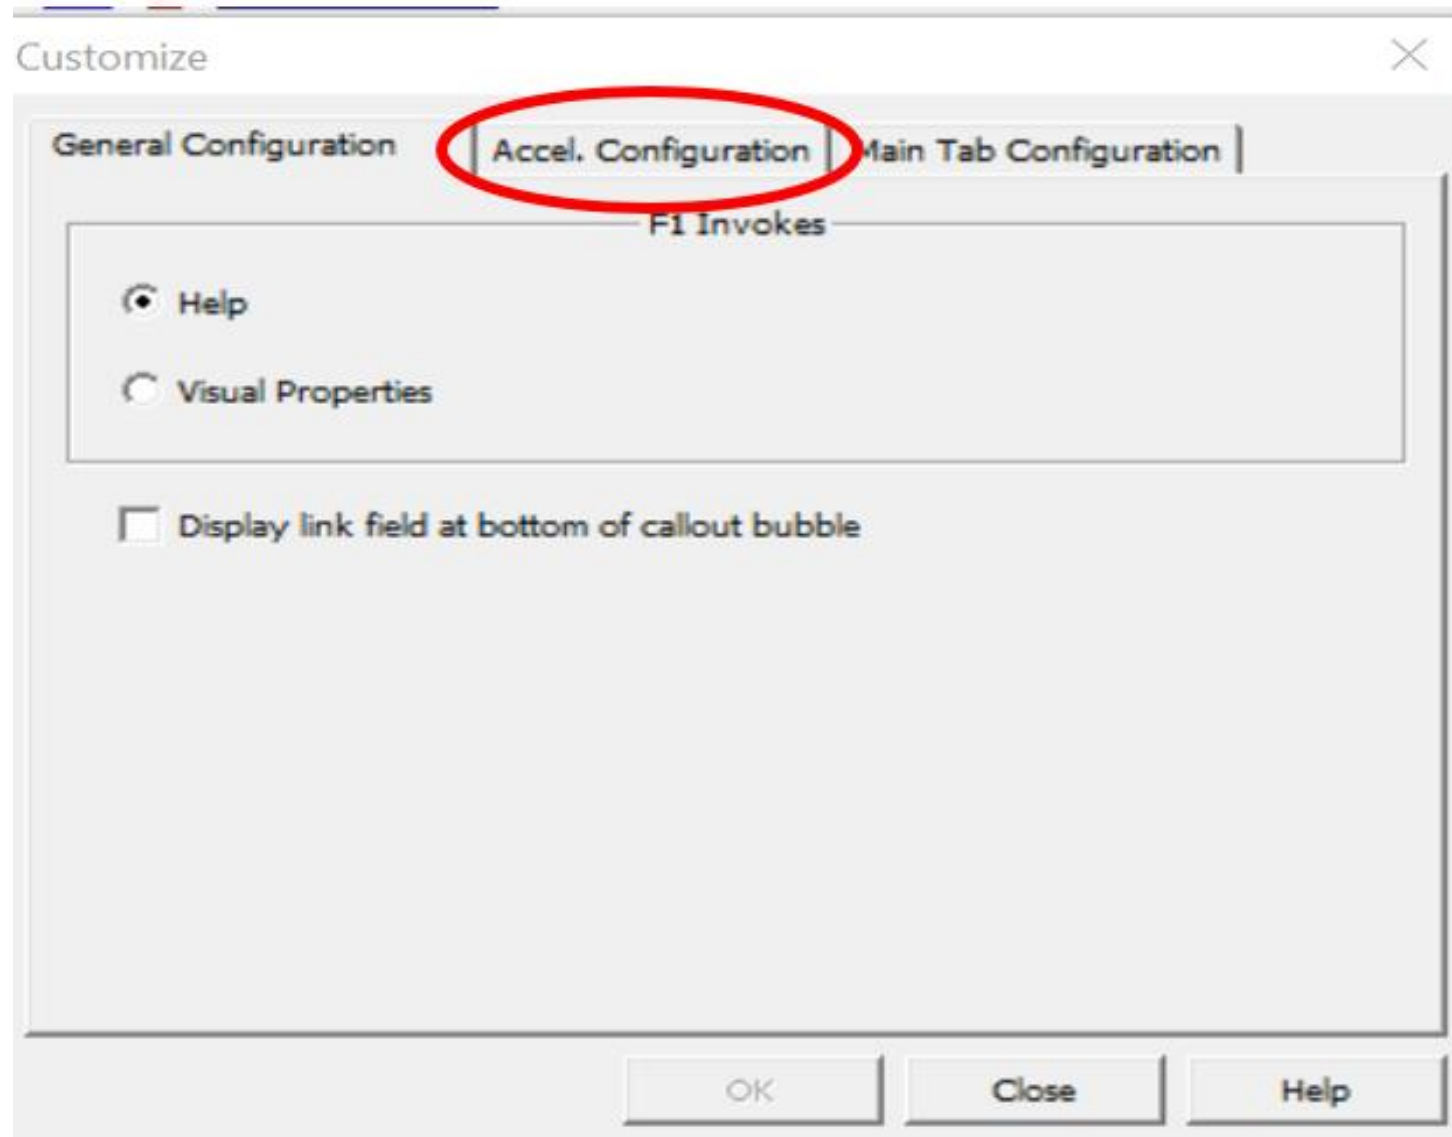 Customize
General Configuration
Accel. Configuration
Main Tab Configuration
F1 Invokes
Help
Visual Properties
Display link field at bottom of callout bubble
OK
Close
Help